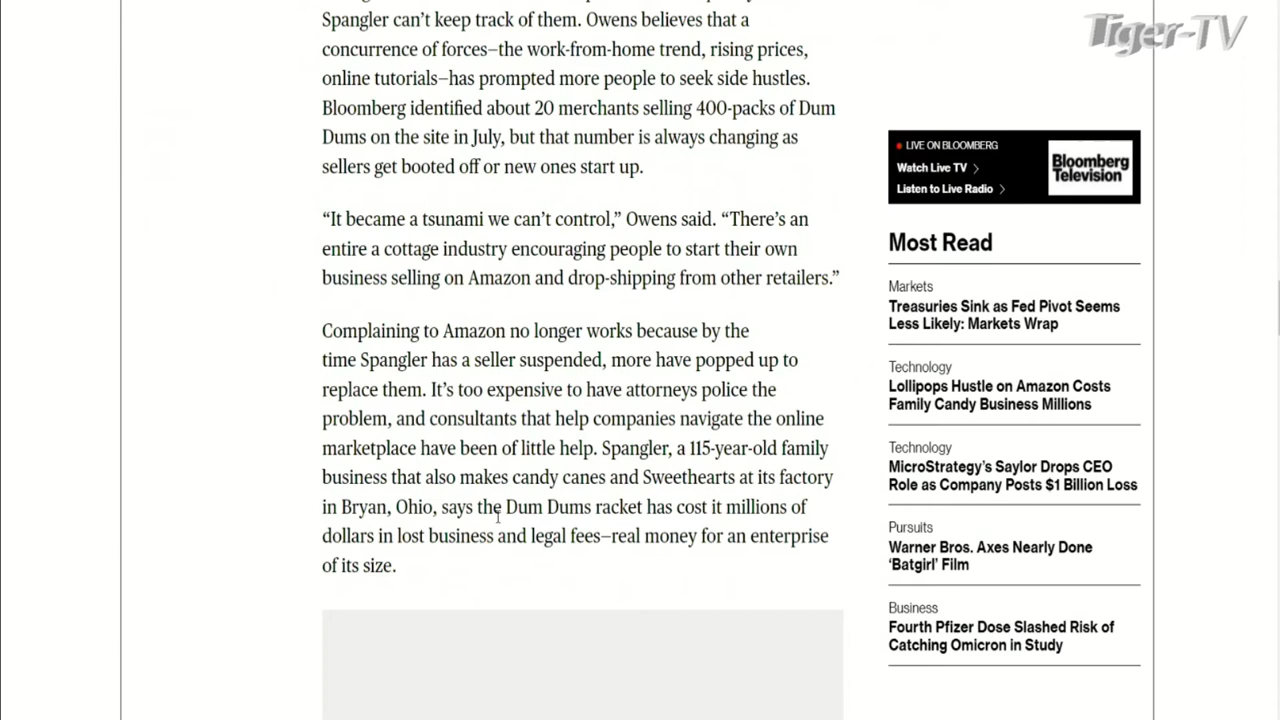 Tiger-TV
Spangler can’t keep track of them. Owens believes that a
concurrence of forces—the work-from-home trend, rising prices,
online tutorials—has prompted more people to seek side hustles.
Bloomberg identified about 20 merchants selling 400-packs of Dum
Dums on the site in July, but that number is always changing as
sellers get booted off or new ones start up.
“It became a tsunami we can’t control,” Owens said. “There’s an
entire a cottage industry encouraging people to start their own
business selling on Amazon and drop-shipping from other retailers.”
Complaining to Amazon no longer works because by the
time Spangler has a seller suspended, more have popped up to
replace them. It’s too expensive to have attorneys police the
problem, and consultants that help companies navigate the online
marketplace have been of little help. Spangler, a 115-year-old family
business that also makes candy canes and Sweethearts at its factory
in Bryan, Ohio, says the Dum Dums racket has cost it millions of
dollars in lost business and legal fees—real money for an enterprise
of its size.
LIVE ON BLOOMBERG
Watch Live TV
Listen to Live Radio
Bloomberg
Television
Most Read
Markets
Treasuries Sink as Fed Pivot Seems
Less Likely: Markets Wrap
Technology
Lollipops Hustle on Amazon Costs
Family Candy Business Millions
Technology
MicroStrategy’s Saylor Drops CEO
Role as Company Posts $1 Billion Loss
Pursuits
Warner Bros. Axes Nearly Done
‘Batgirl’ Film
Business
Fourth Pfizer Dose Slashed Risk of
Catching Omicron in Study